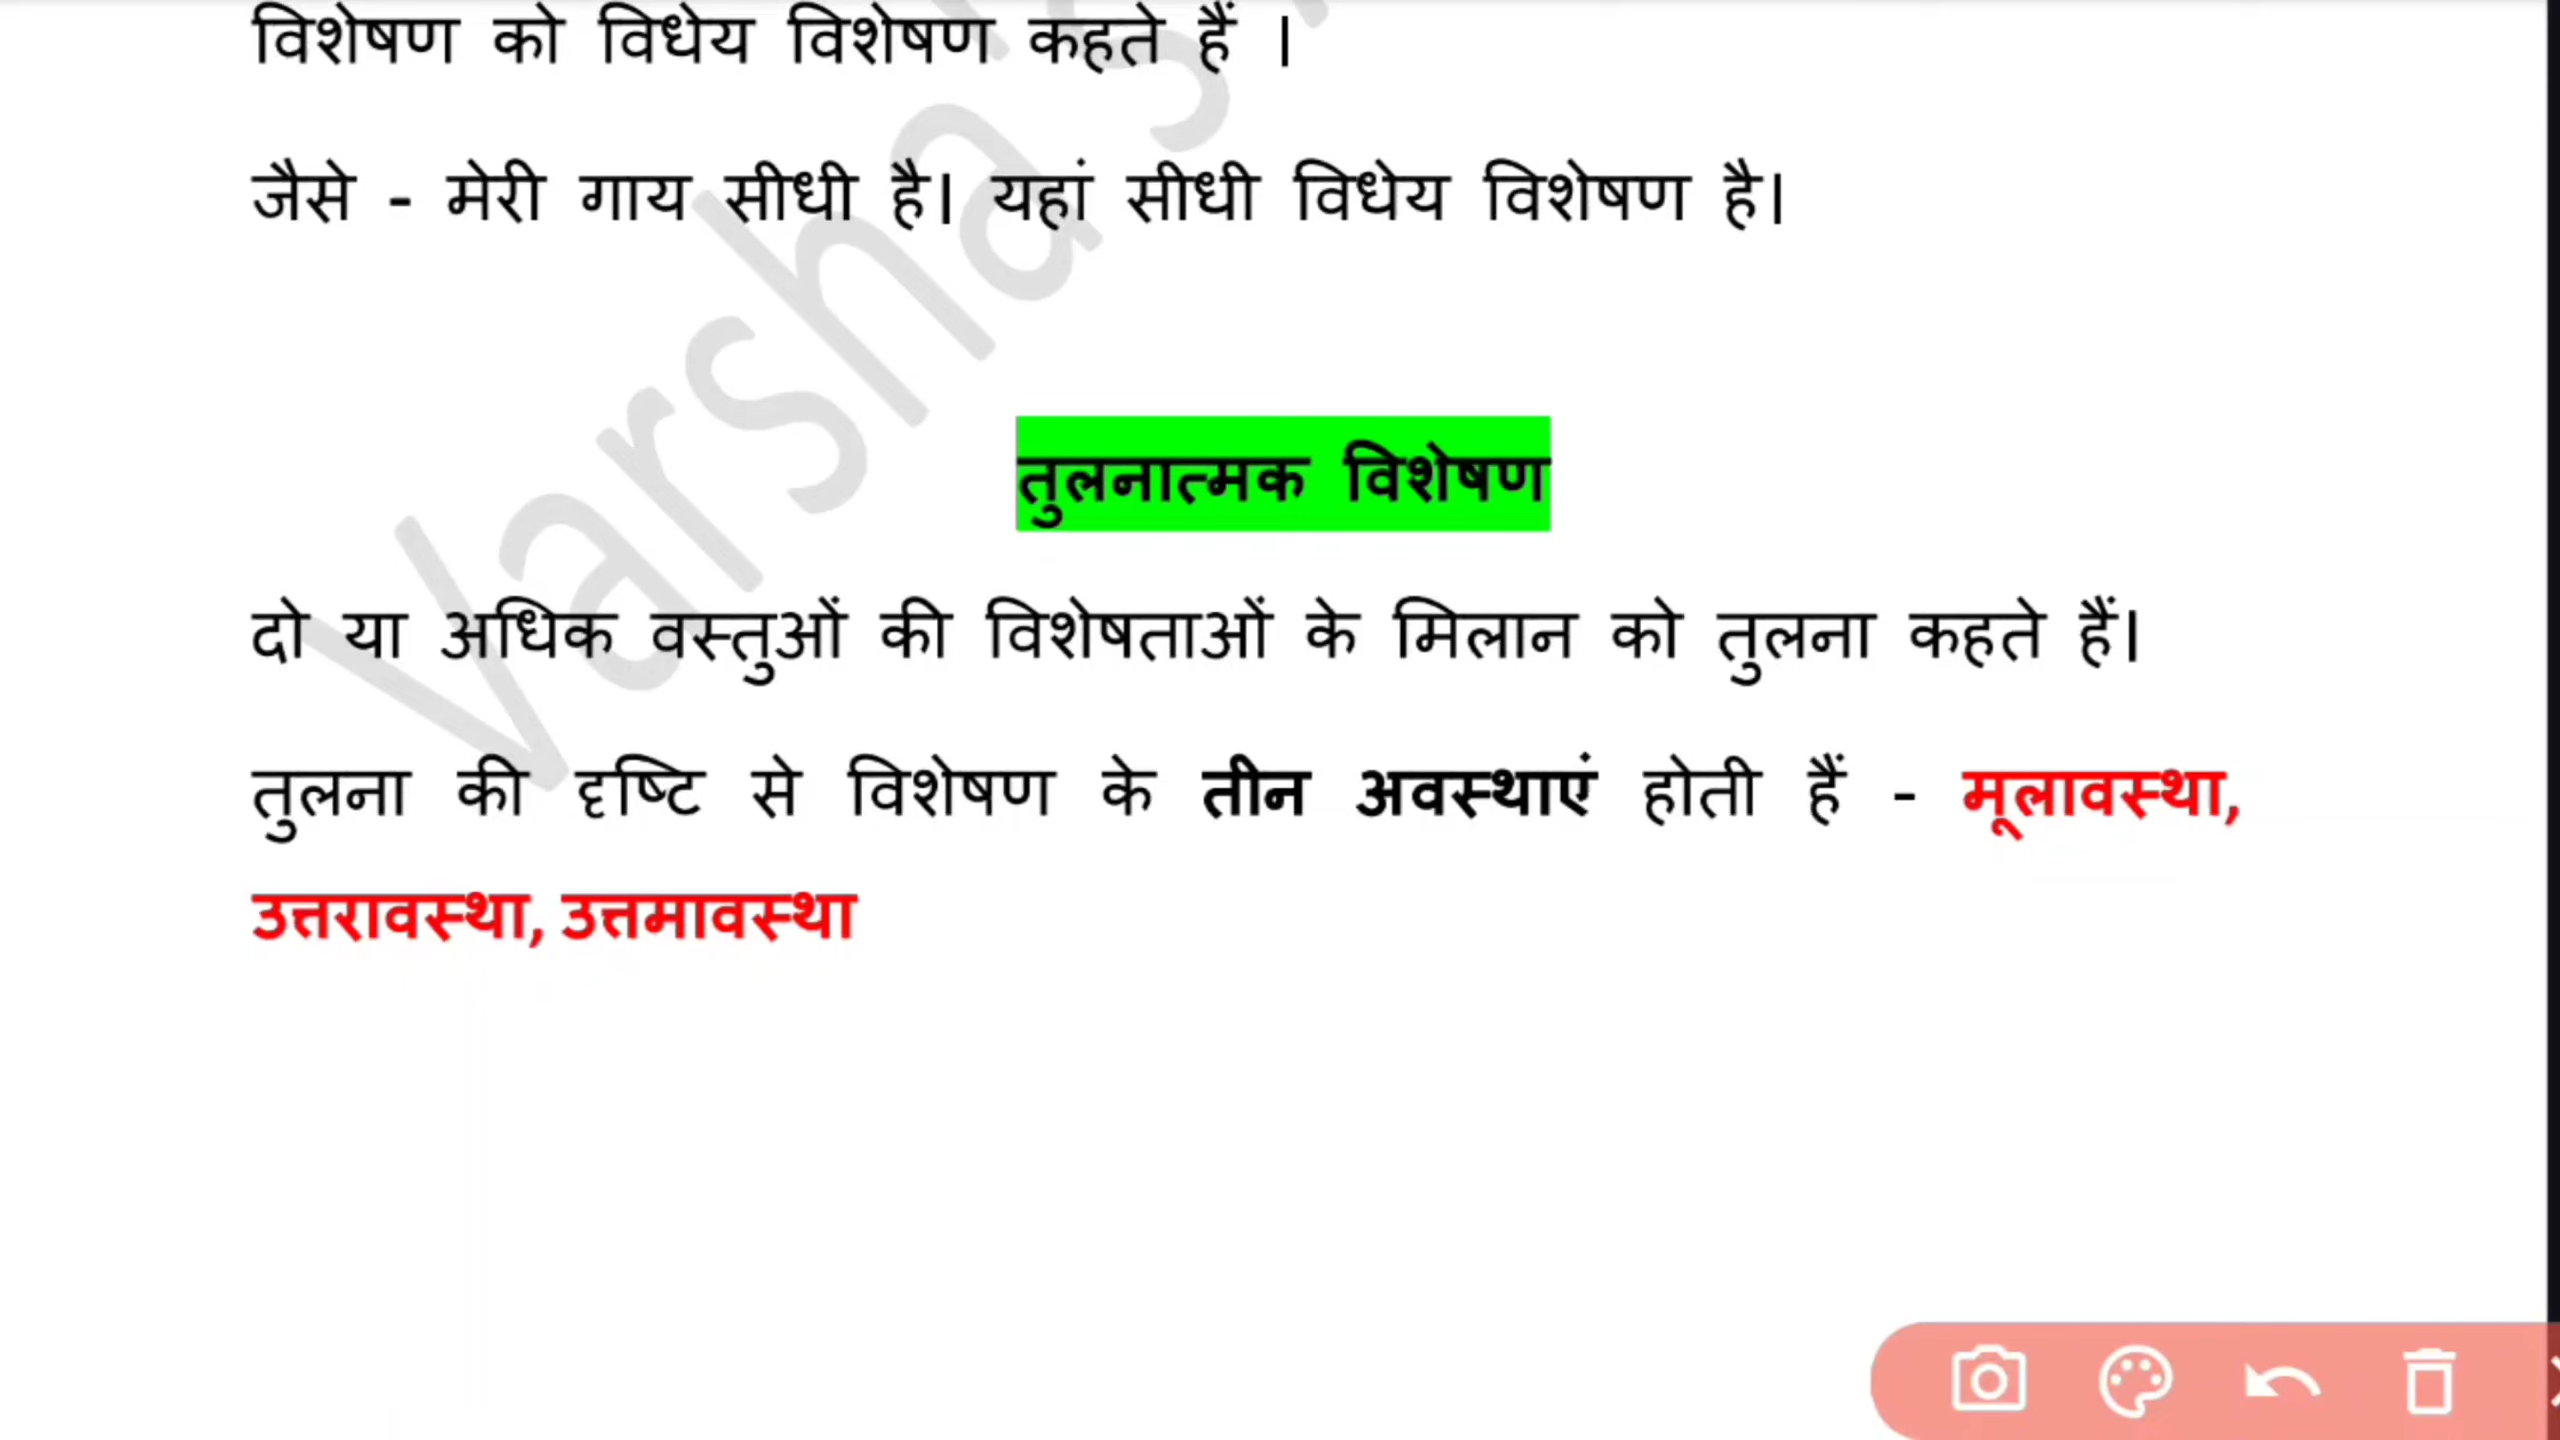 विशेषण को विधेय विशेषण कहते हैं ।
जैसे - मेरी गाय सीधी है। यहां सीधी विधेय विशेषण है।
तुलनात्मक विशेषण
दो या अधिक वस्तुओं की विशेषताओं के मिलान को तुलना कहते हैं।
तुलना की दृष्टि से विशेषण के तीन अवस्थाएं होती हैं - मूलावस्था,
उत्तरावस्था, उत्तमावस्था
Varsha